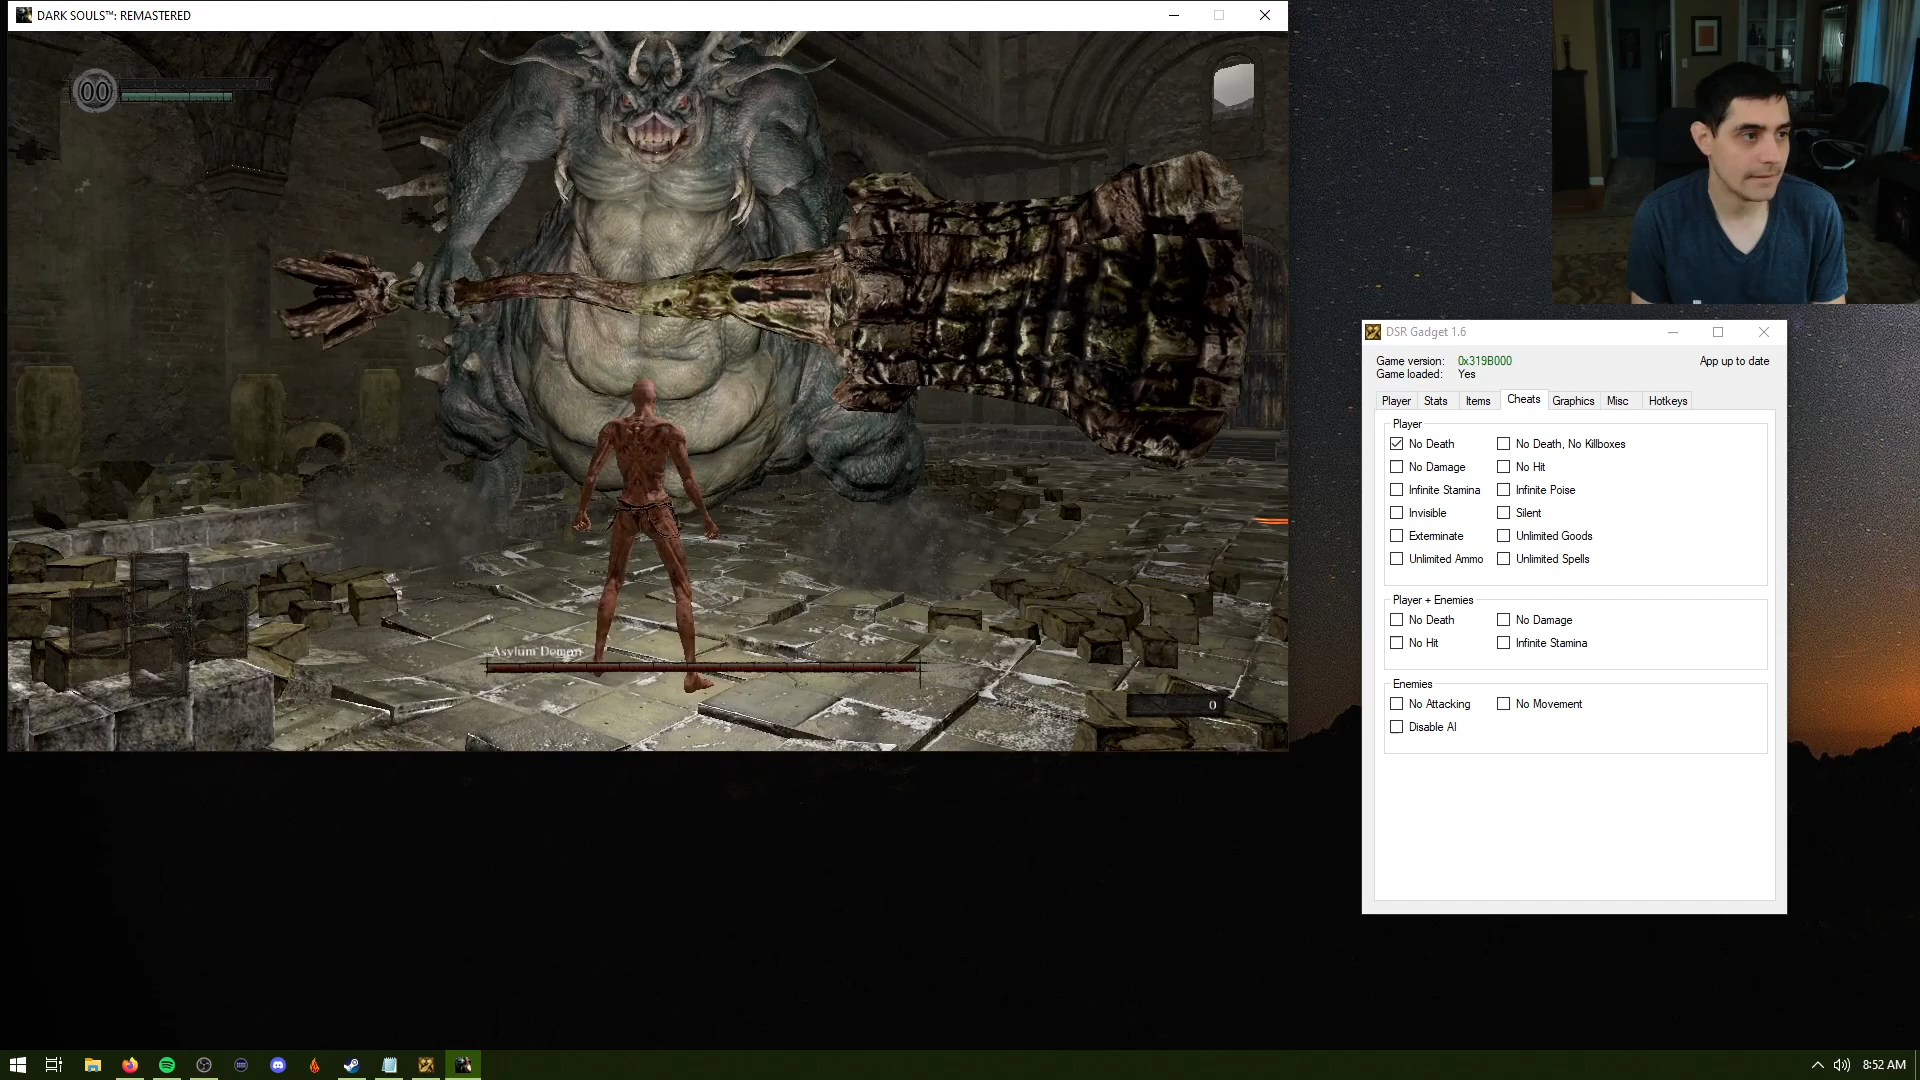 DARK SOULS™: REMASTERED
00
Asylum Demon
0
DSR Gadget 1.6
Game version: 0x319B000 App up to date
Game loaded: Yes
Player Stats Items Cheats Graphics Misc Hotkeys
Player
No Death No Death, No Killboxes
No Damage No Hit
Infinite Stamina Infinite Poise
Invisible Silent
Exterminate Unlimited Goods
Unlimited Ammo Unlimited Spells
Player + Enemies
No Death No Damage
No Hit Infinite Stamina
Enemies
No Attacking No Movement
Disable AI
8:52 AM